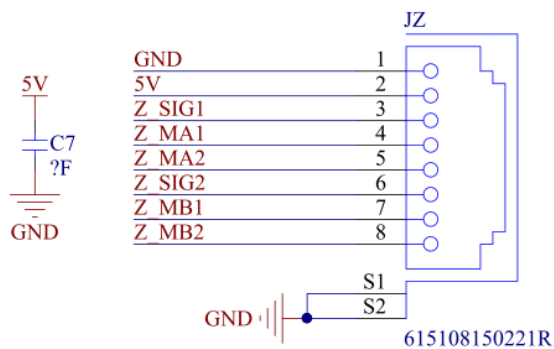 JZ
GND 1
5V 2
Z_SIG1 3
Z_MA1 4
Z_MA2 5
Z_SIG2 6
Z_MB1 7
Z_MB2 8
5V
C7
?F
GND
S1
S2
GND
615108150221R